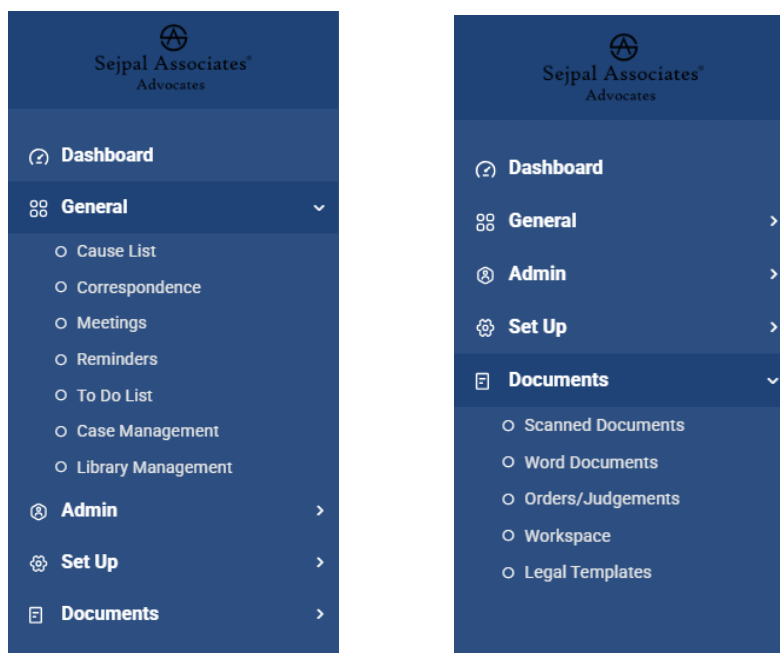 Sejpal Associates®
Advocates
Dashboard
General
Cause List
Correspondence
Meetings
Reminders
To Do List
Case Management
Library Management
Admin
Set Up
Documents
Sejpal Associates®
Advocates
Dashboard
General
Admin
Set Up
Documents
Scanned Documents
Word Documents
Orders/Judgements
Workspace
Legal Templates